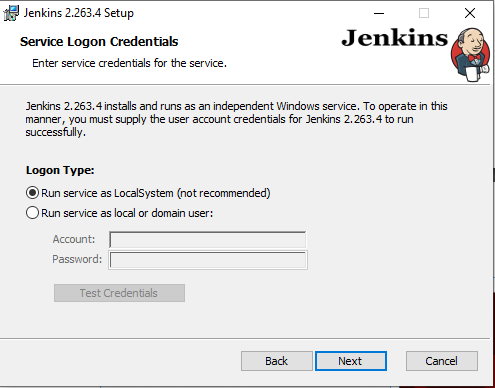 Jenkins 2.263.4 Setup
Service Logon Credentials
Enter service credentials for the service.
Jenkins
Jenkins 2.263.4 installs and runs as an independent Windows service. To operate in this
manner, you must supply the user account credentials for Jenkins 2.263.4 to run
successfully.
Logon Type:
Run service as LocalSystem (not recommended)
Run service as local or domain user:
Account:
Password:
Test Credentials
Back
Next
Cancel